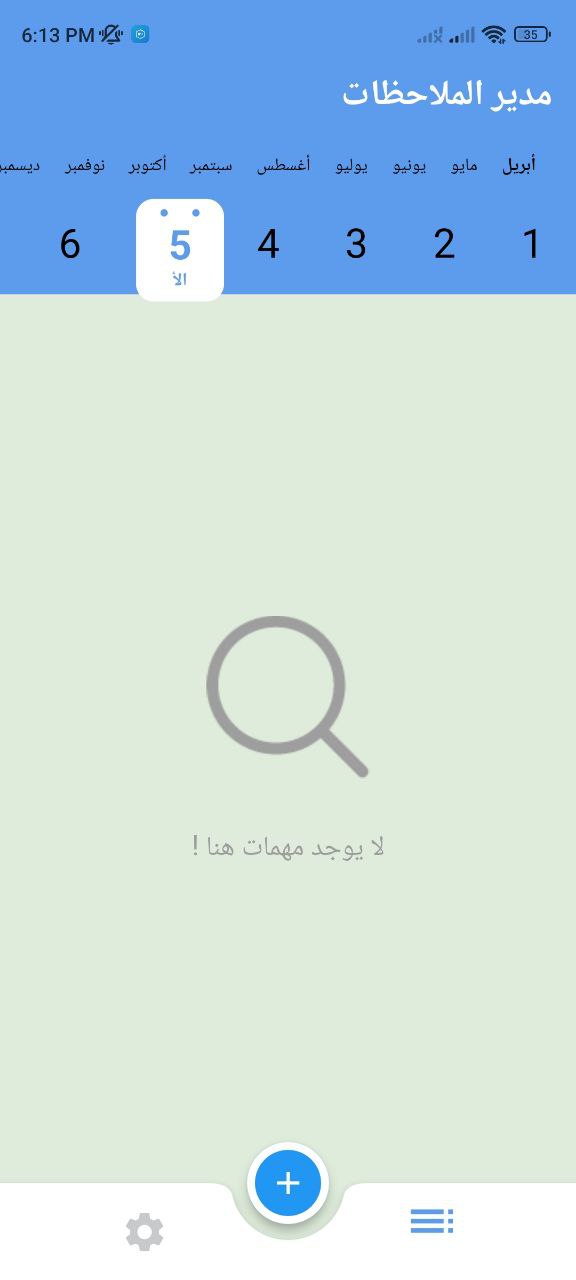 6:13 PM 35
مدير الملاحظات
أبريل مايو يونيو يوليو أغسطس سبتمبر أكتوبر نوفمبر ديسمبر
1 2 3 4 5 6
الأ
لا يوجد مهمات هنا !